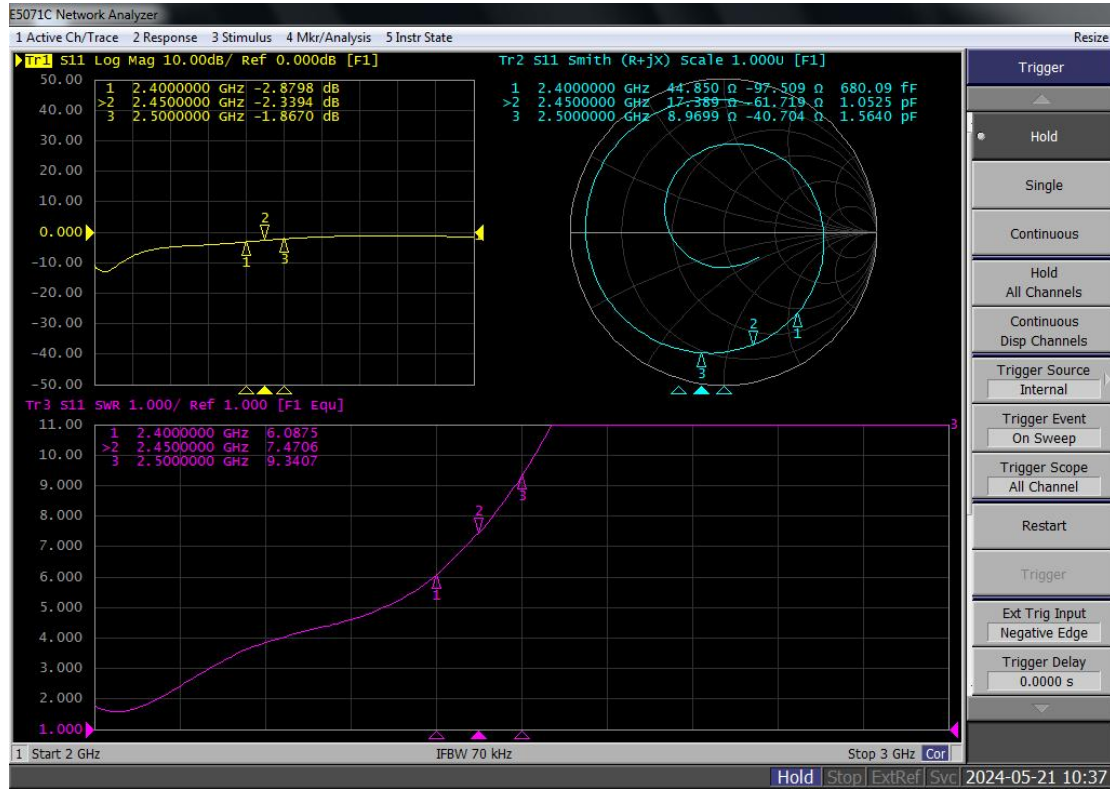 E5071C Network Analyzer
1 Active Ch/Trace 2 Response 3 Stimulus 4 Mkr/Analysis 5 Instr State Resize
Tr1 S11 Log Mag 10.00dB/ Ref 0.000dB [F1]
50.00
40.00
30.00
20.00
10.00
0.000
-10.00
-20.00
-30.00
-40.00
-50.00
1 2.4000000 GHz -2.8798 dB
>2 2.4500000 GHz -2.3394 dB
3 2.5000000 GHz -1.8670 dB
2
1
3
Tr2 S11 Smith (R+jX) Scale 1.000U [F1]
1 2.4000000 GHz 44.850 Ω -97.509 Ω 680.09 fF
>2 2.4500000 GHz 17.389 Ω -61.719 Ω 1.0525 pF
3 2.5000000 GHz 8.9699 Ω -40.704 Ω 1.5640 pF
2
1
3
Tr3 S11 SWR 1.000/ Ref 1.000 [F1 Equ]
11.00
10.00
9.000
8.000
7.000
6.000
5.000
4.000
3.000
2.000
1.000
1 2.4000000 GHz 6.0875
>2 2.4500000 GHz 7.4706
3 2.5000000 GHz 9.3407
3
3
2
1
1 Start 2 GHz IFBW 70 kHz Stop 3 GHz Cor
Trigger
Hold
Single
Continuous
Hold
All Channels
Continuous
Disp Channels
Trigger Source
Internal
Trigger Event
On Sweep
Trigger Scope
All Channel
Restart
Trigger
Ext Trig Input
Negative Edge
Trigger Delay
0.0000 s
Hold Stop ExtRef Svc 2024-05-21 10:37